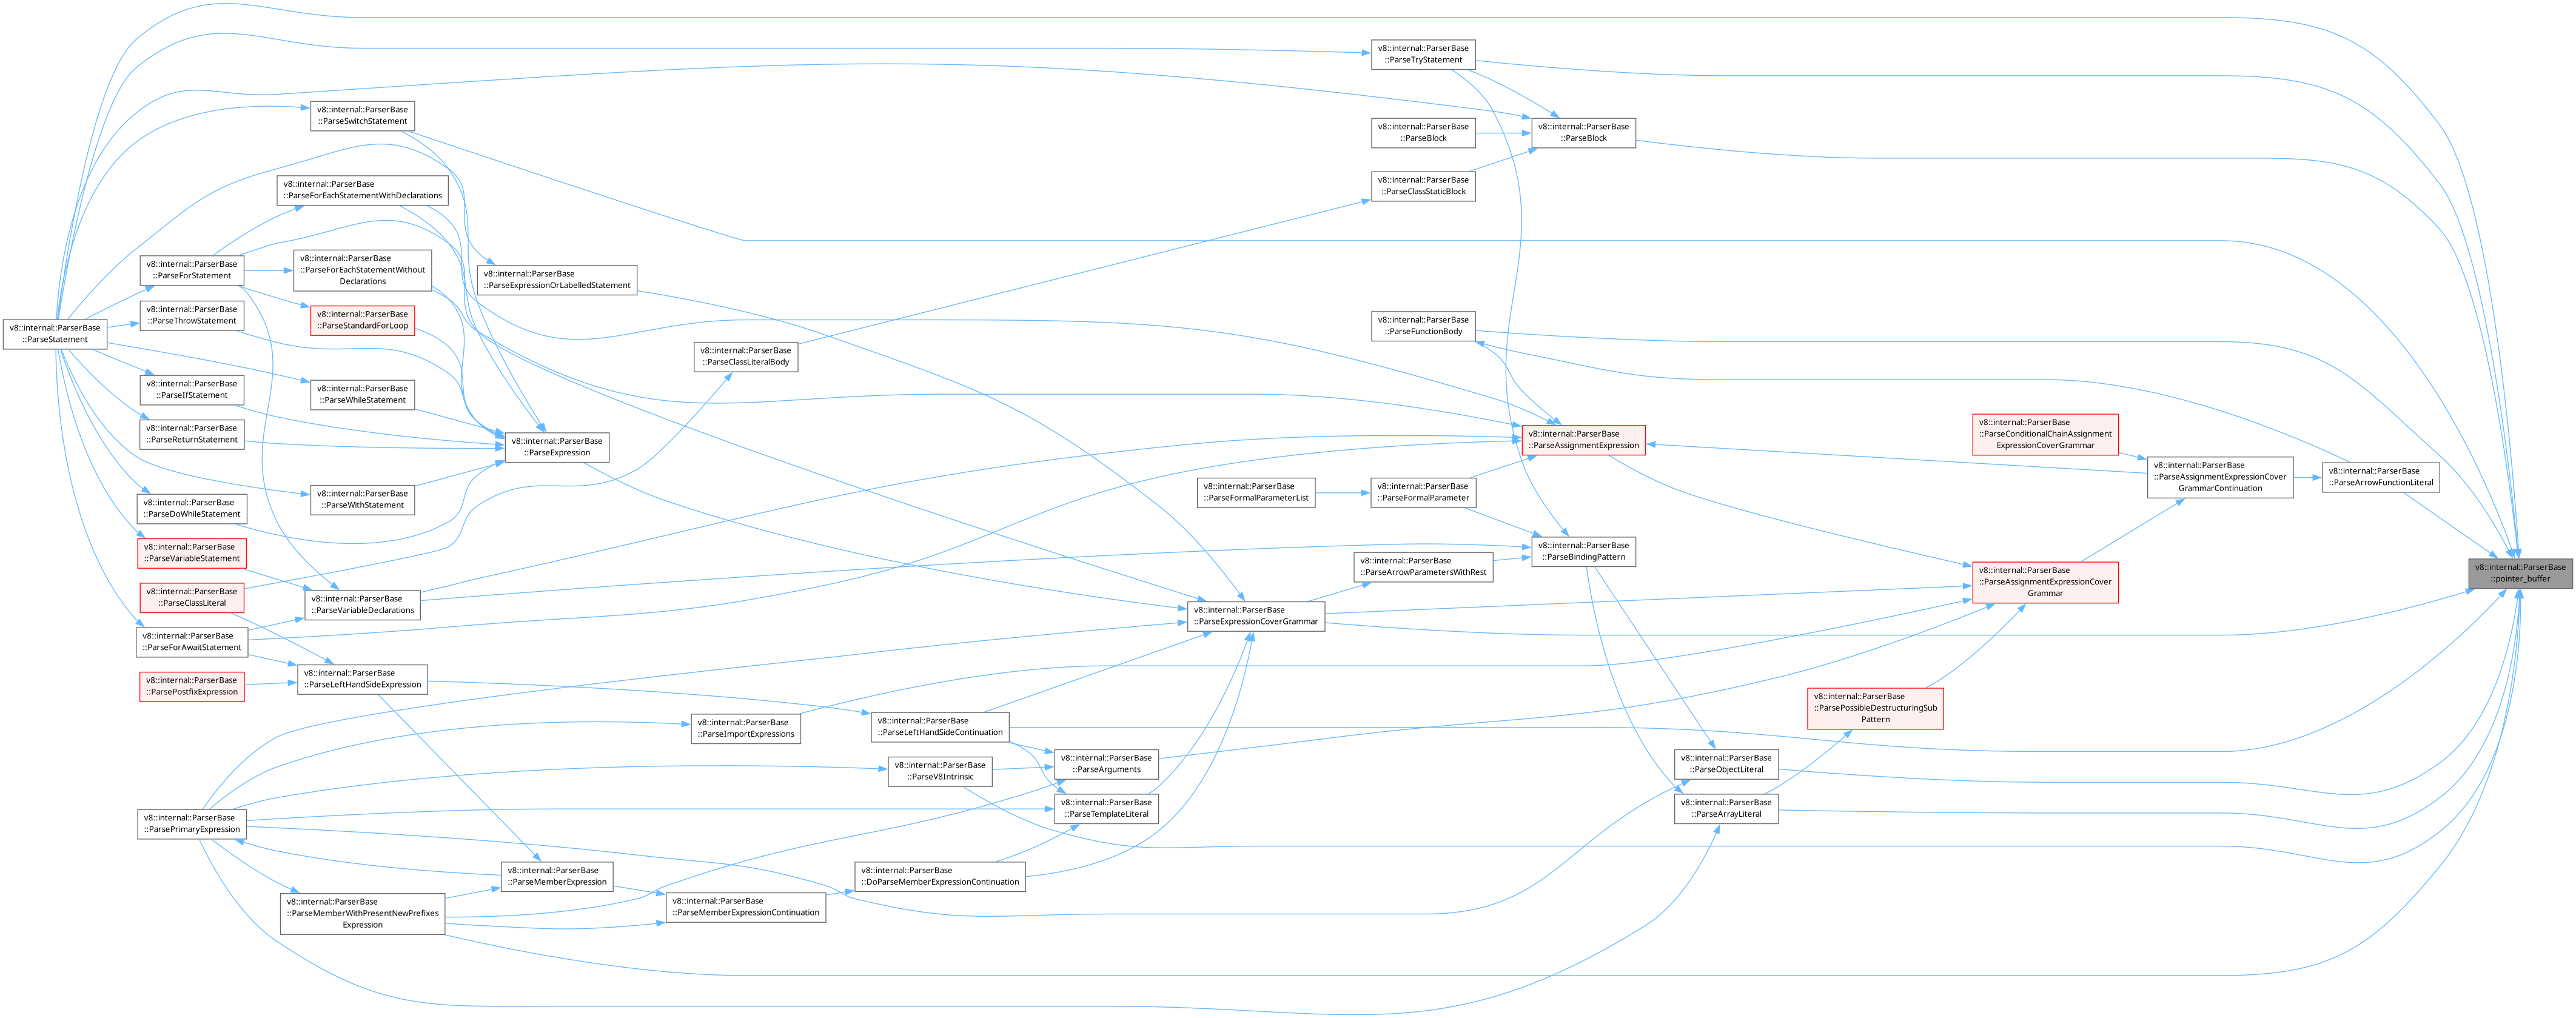 v8::internal::ParserBase
::ParseStatement
v8::internal::ParserBase
::ParseSwitchStatement
v8::internal::ParserBase
::ParseForEachStatementWithDeclarations
v8::internal::ParserBase
::ParseForStatement
v8::internal::ParserBase
::ParseForEachStatementWithout
Declarations
v8::internal::ParserBase
::ParseThrowStatement
v8::internal::ParserBase
::ParseStandardForLoop
v8::internal::ParserBase
::ParseIfStatement
v8::internal::ParserBase
::ParseWhileStatement
v8::internal::ParserBase
::ParseReturnStatement
v8::internal::ParserBase
::ParseWithStatement
v8::internal::ParserBase
::ParseDoWhileStatement
v8::internal::ParserBase
::ParseVariableStatement
v8::internal::ParserBase
::ParseClassLiteral
v8::internal::ParserBase
::ParseVariableDeclarations
v8::internal::ParserBase
::ParseForAwaitStatement
v8::internal::ParserBase
::ParsePostfixExpression
v8::internal::ParserBase
::ParseLeftHandSideExpression
v8::internal::ParserBase
::ParsePrimaryExpression
v8::internal::ParserBase
::ParseMemberWithPresentNewPrefixes
Expression
v8::internal::ParserBase
::ParseExpressionOrLabelledStatement
v8::internal::ParserBase
::ParseExpression
v8::internal::ParserBase
::ParseMemberExpression
v8::internal::ParserBase
::ParseClassLiteralBody
v8::internal::ParserBase
::ParseImportExpressions
v8::internal::ParserBase
::ParseMemberExpressionContinuation
v8::internal::ParserBase
::ParseLeftHandSideContinuation
v8::internal::ParserBase
::ParseV8Intrinsic
v8::internal::ParserBase
::DoParseMemberExpressionContinuation
v8::internal::ParserBase
::ParseArguments
v8::internal::ParserBase
::ParseTemplateLiteral
v8::internal::ParserBase
::ParseFormalParameterList
v8::internal::ParserBase
::ParseExpressionCoverGrammar
v8::internal::ParserBase
::ParseTryStatement
v8::internal::ParserBase
::ParseBlock
v8::internal::ParserBase
::ParseClassStaticBlock
v8::internal::ParserBase
::ParseFunctionBody
v8::internal::ParserBase
::ParseFormalParameter
v8::internal::ParserBase
::ParseArrowParametersWithRest
v8::internal::ParserBase
::ParseBlock
v8::internal::ParserBase
::ParseAssignmentExpression
v8::internal::ParserBase
::ParseBindingPattern
v8::internal::ParserBase
::ParseObjectLiteral
v8::internal::ParserBase
::ParseArrayLiteral
v8::internal::ParserBase
::ParsePossibleDestructuringSub
Pattern
v8::internal::ParserBase
::ParseConditionalChainAssignment
ExpressionCoverGrammar
v8::internal::ParserBase
::ParseAssignmentExpressionCover
Grammar
v8::internal::ParserBase
::ParseAssignmentExpressionCover
GrammarContinuation
v8::internal::ParserBase
::ParseArrowFunctionLiteral
v8::internal::ParserBase
::pointer_buffer